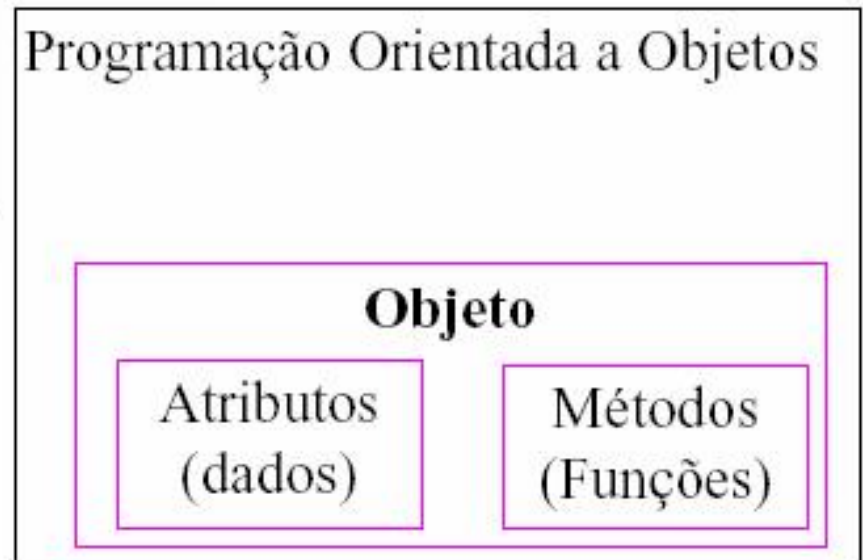 Programação Orientada a Objetos
Objeto
Atributos
(dados)
Métodos
(Funções)